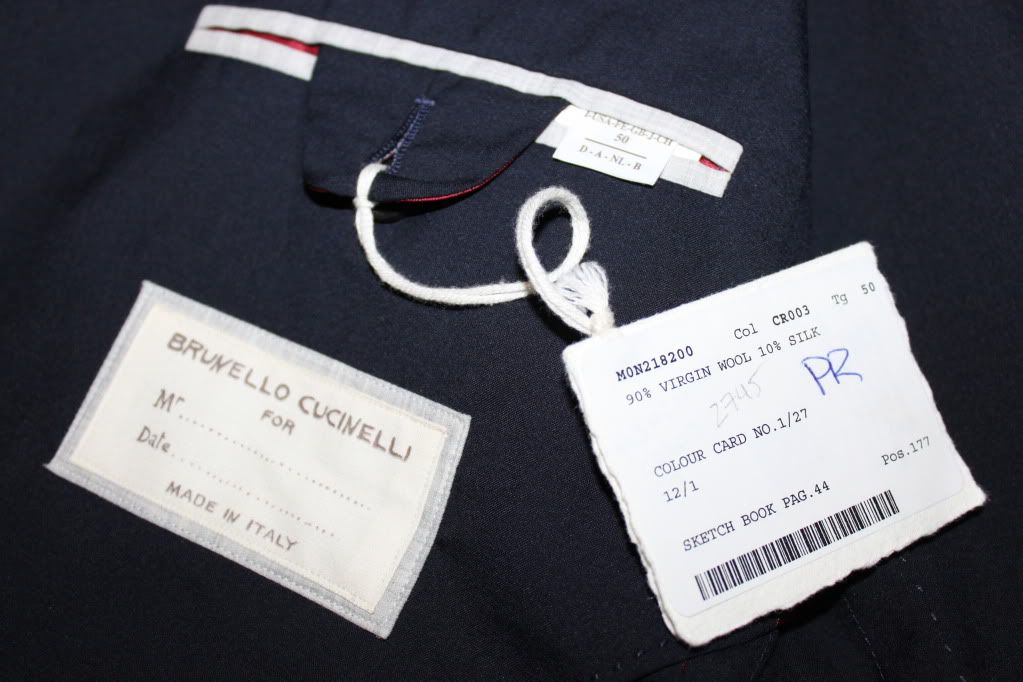 I-USA-FE-GB-J-CH
50
D - A - NL - B
BRUNELLO CUCINELLI
FOR
Mr.
Date
MADE IN ITALY
MON218200 Col CR003 Tg 50
90% VIRGIN WOOL 10% SILK
2745 PR
COLOUR CARD NO.1/27
12/1 Pos.177
SKETCH BOOK PAG.44